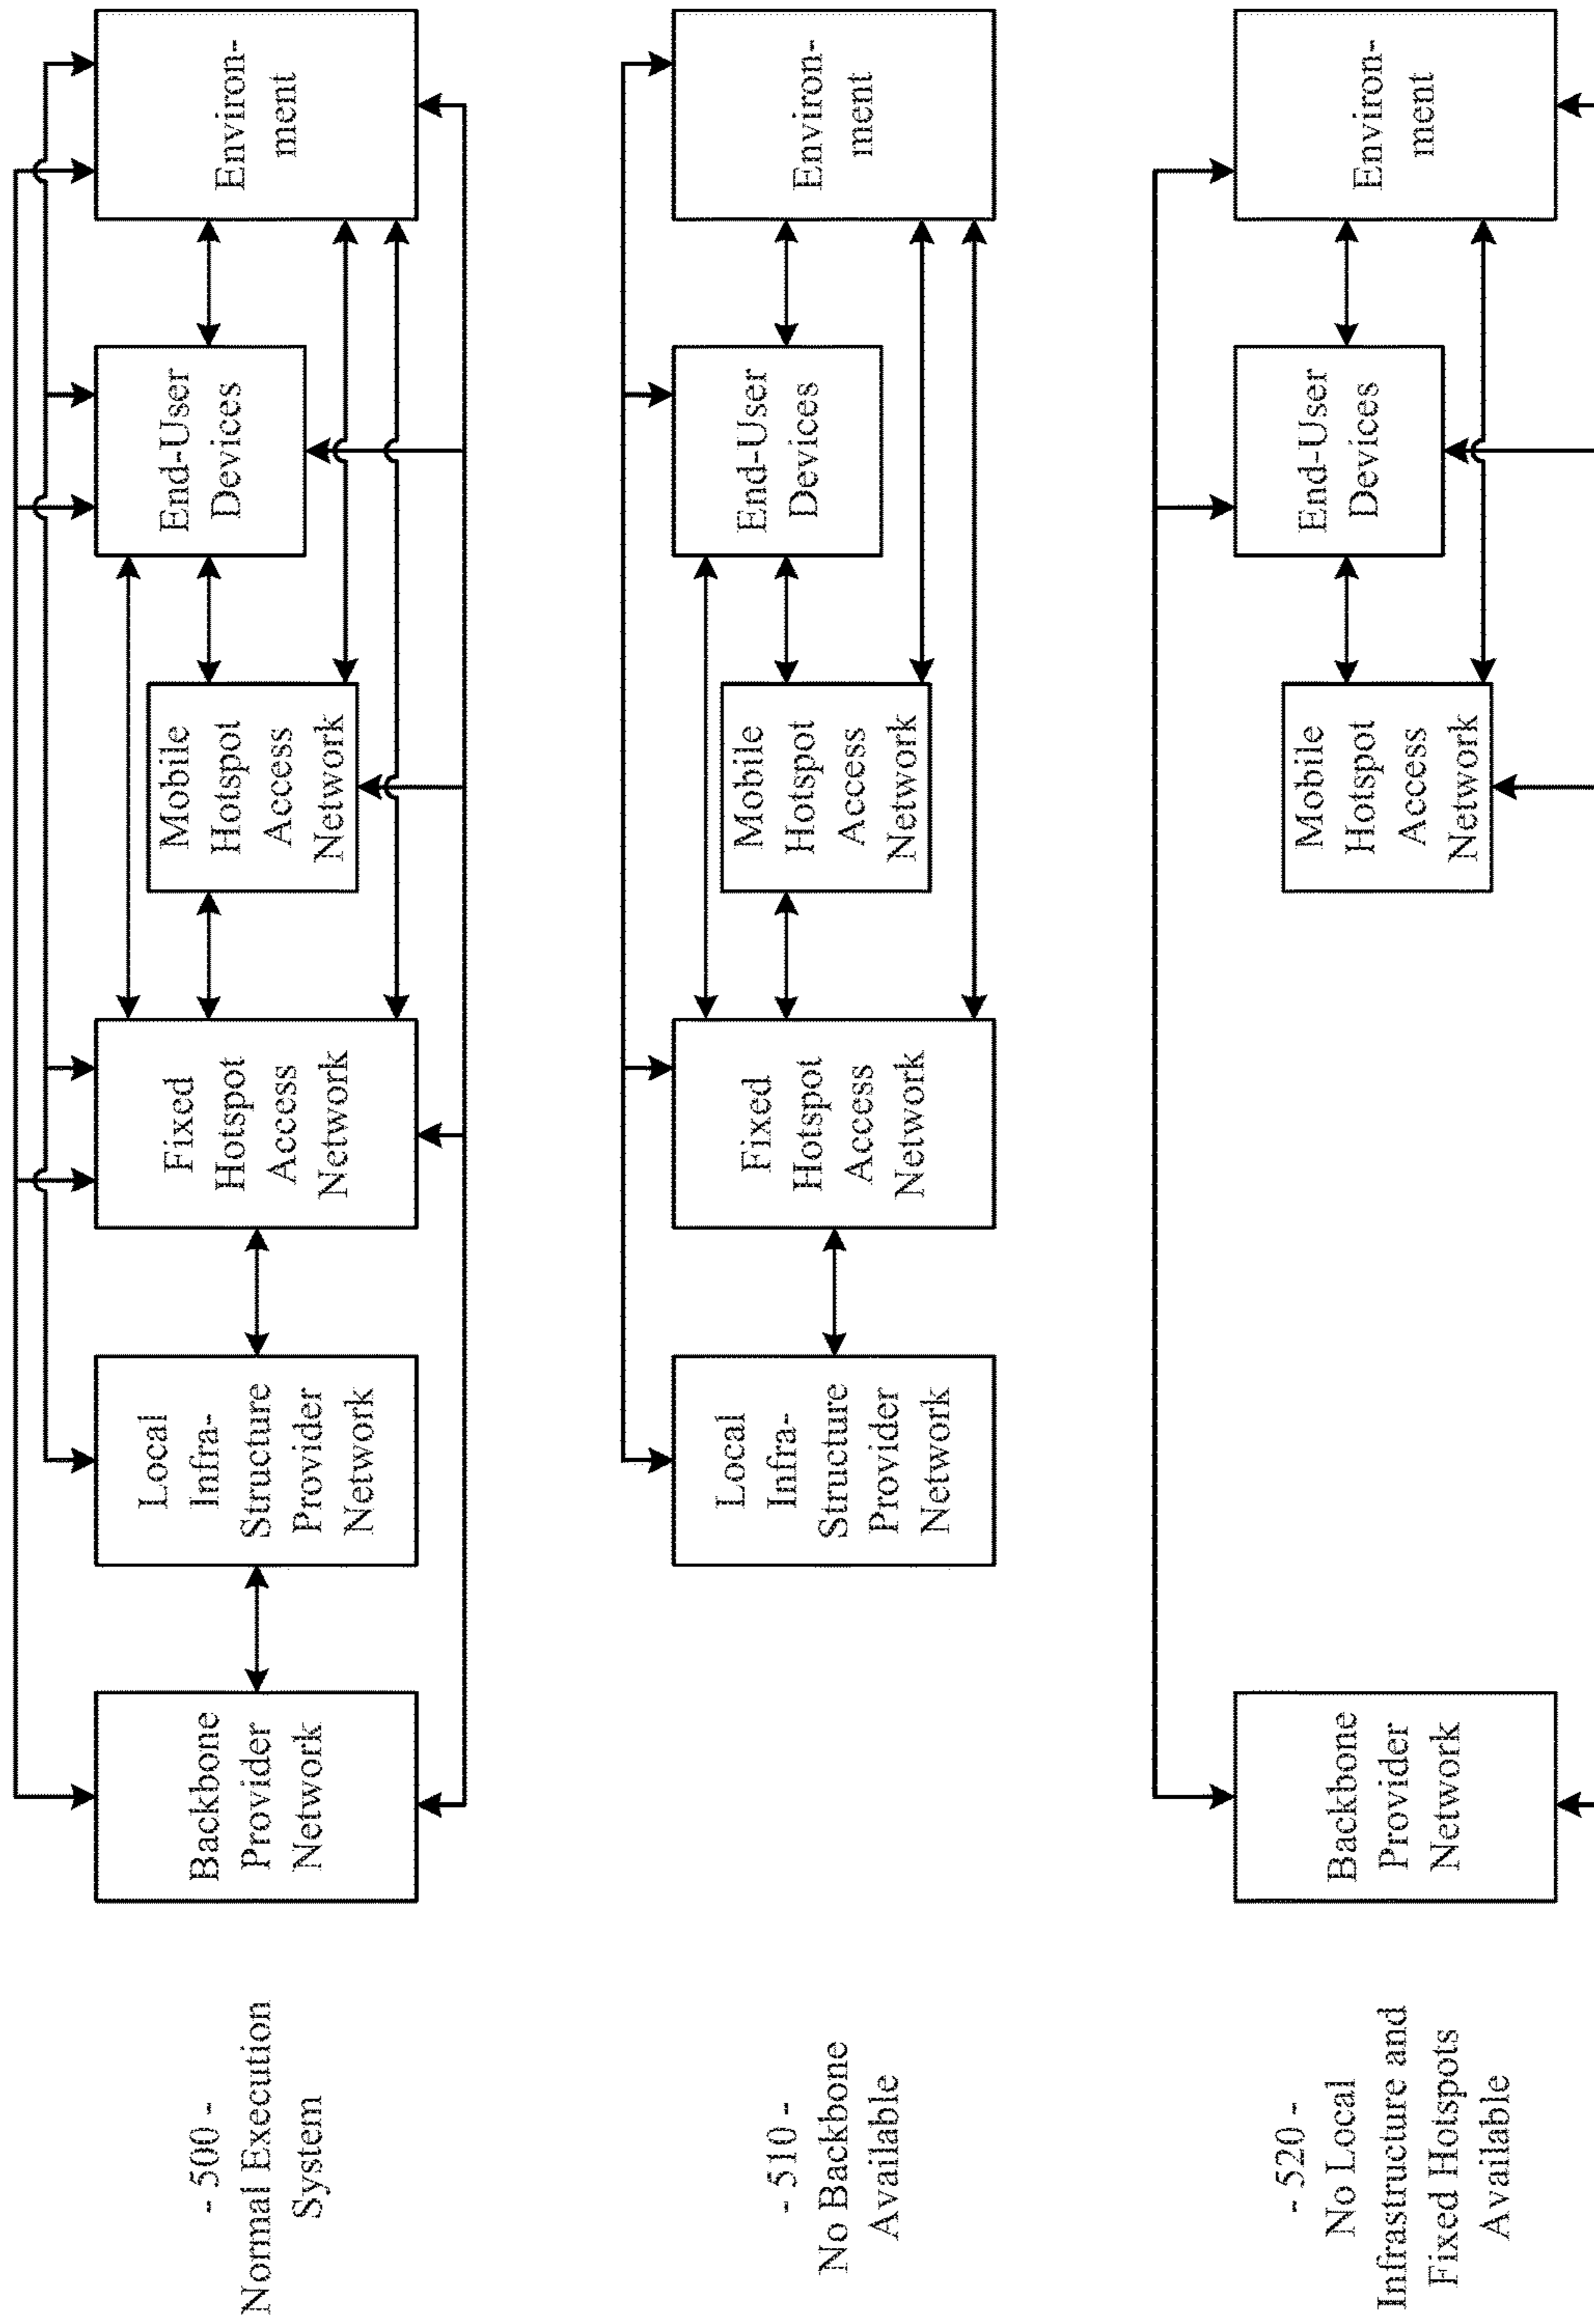 - 500 -
Normal Execution
System
Backbone
Provider
Network
Local
Infra-
Structure
Provider
Network
Fixed
Hotspot
Access
Network
Mobile
Hotspot
Access
Network
End-User
Devices
Environ-
ment
- 510 -
No Backbone
Available
Local
Infra-
Structure
Provider
Network
Fixed
Hotspot
Access
Network
Mobile
Hotspot
Access
Network
End-User
Devices
Environ-
ment
- 520 -
No Local
Infrastructure and
Fixed Hotspots
Available
Backbone
Provider
Network
Mobile
Hotspot
Access
Network
End-User
Devices
Environ-
ment